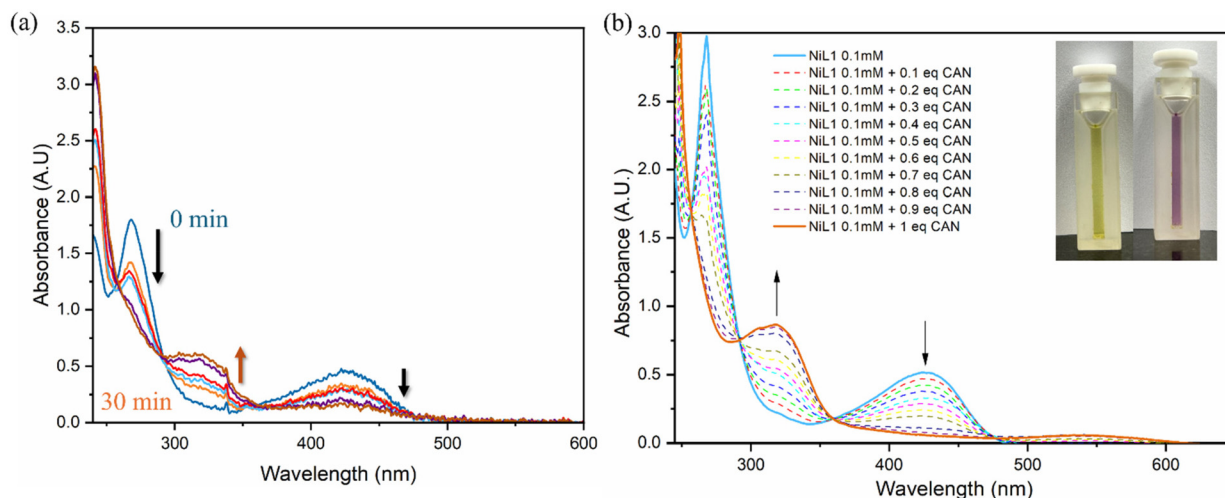 (a)
3.5
3.0
2.5
2.0
1.5
1.0
0.5
0.0
Absorbance (A.U)
0 min
30 min
300
400
500
600
Wavelength (nm)
(b)
3.0
2.5
2.0
1.5
1.0
0.5
0.0
Absorbance (A.U.)
NiL1 0.1mM
NiL1 0.1mM + 0.1 eq CAN
NiL1 0.1mM + 0.2 eq CAN
NiL1 0.1mM + 0.3 eq CAN
NiL1 0.1mM + 0.4 eq CAN
NiL1 0.1mM + 0.5 eq CAN
NiL1 0.1mM + 0.6 eq CAN
NiL1 0.1mM + 0.7 eq CAN
NiL1 0.1mM + 0.8 eq CAN
NiL1 0.1mM + 0.9 eq CAN
NiL1 0.1mM + 1 eq CAN
300
400
500
600
Wavelength (nm)